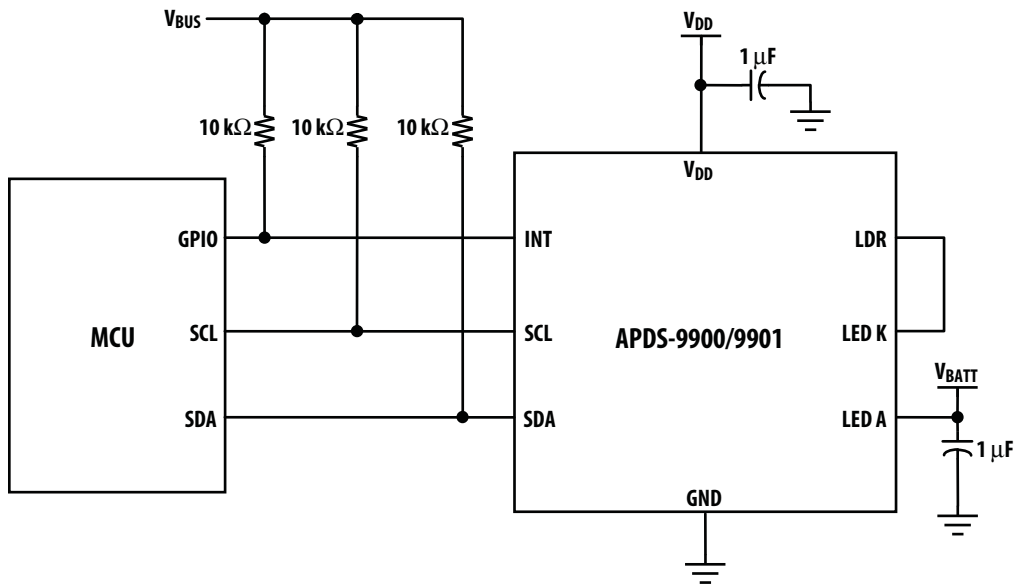 VBUS
VDD
1 μF
10 kΩ 10 kΩ 10 kΩ
VDD
GPIO INT LDR
MCU SCL SCL APDS-9900/9901 LED K
VBATT
SDA SDA LED A
1 μF
GND